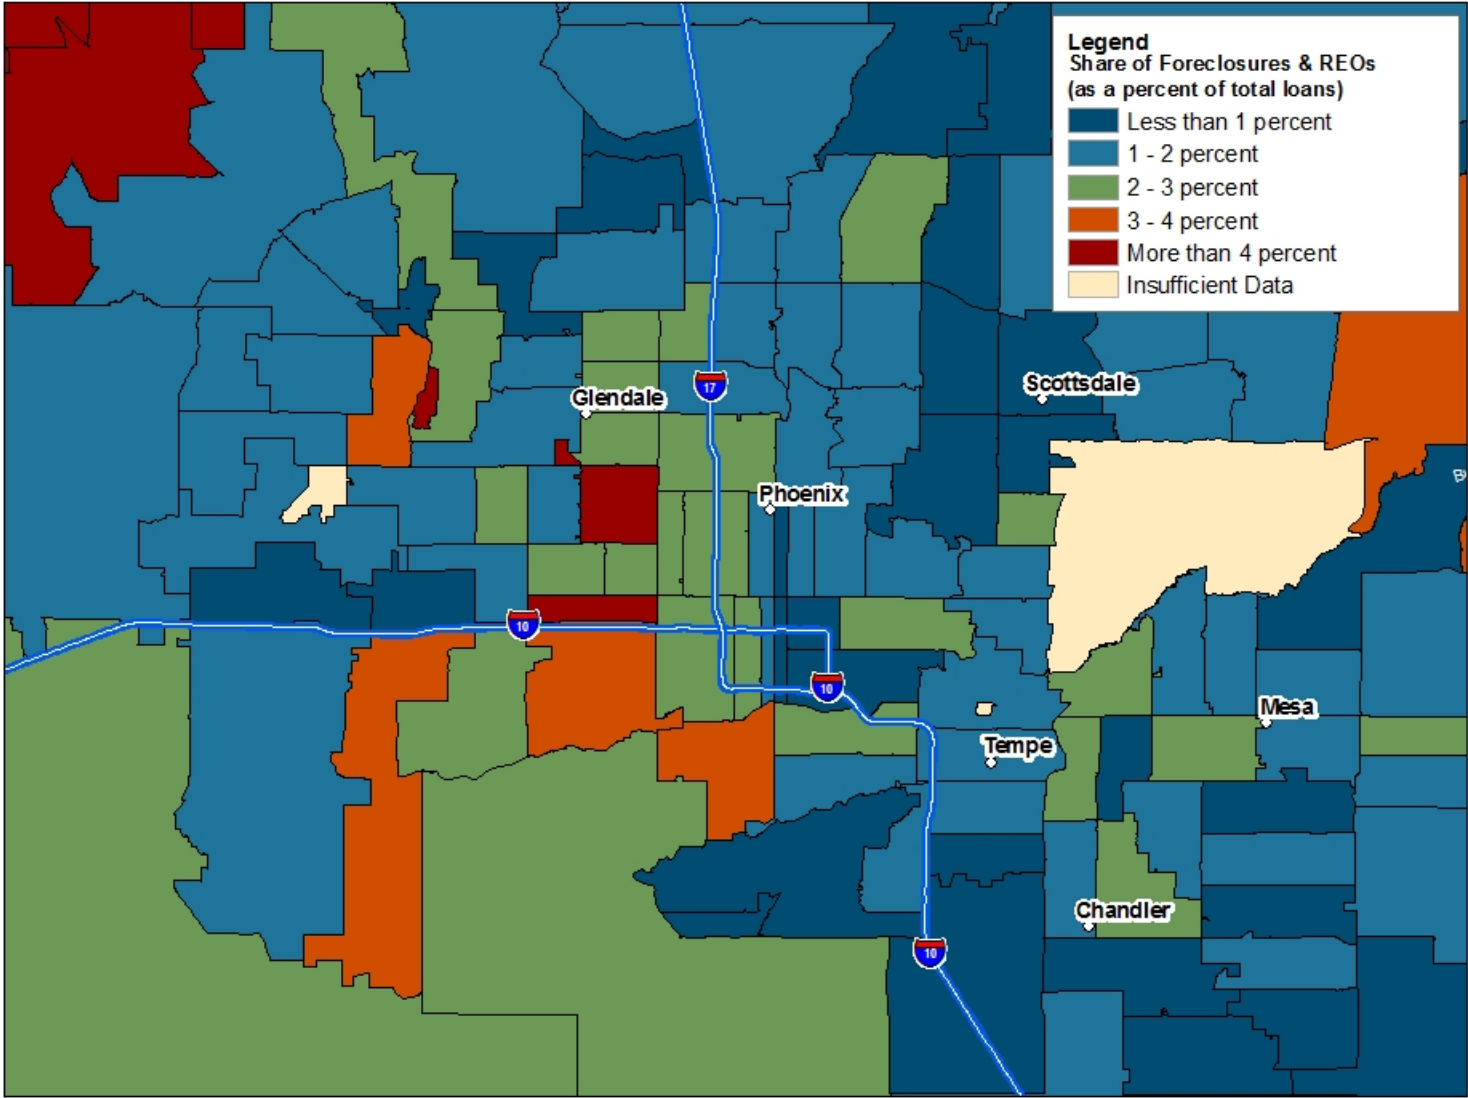 Legend
Share of Foreclosures & REOs
(as a percent of total loans)
Less than 1 percent
1 - 2 percent
2 - 3 percent
3 - 4 percent
More than 4 percent
Insufficient Data
17
Glendale
Scottsdale
Phoenix
10
10
Mesa
Tempe
Chandler
10